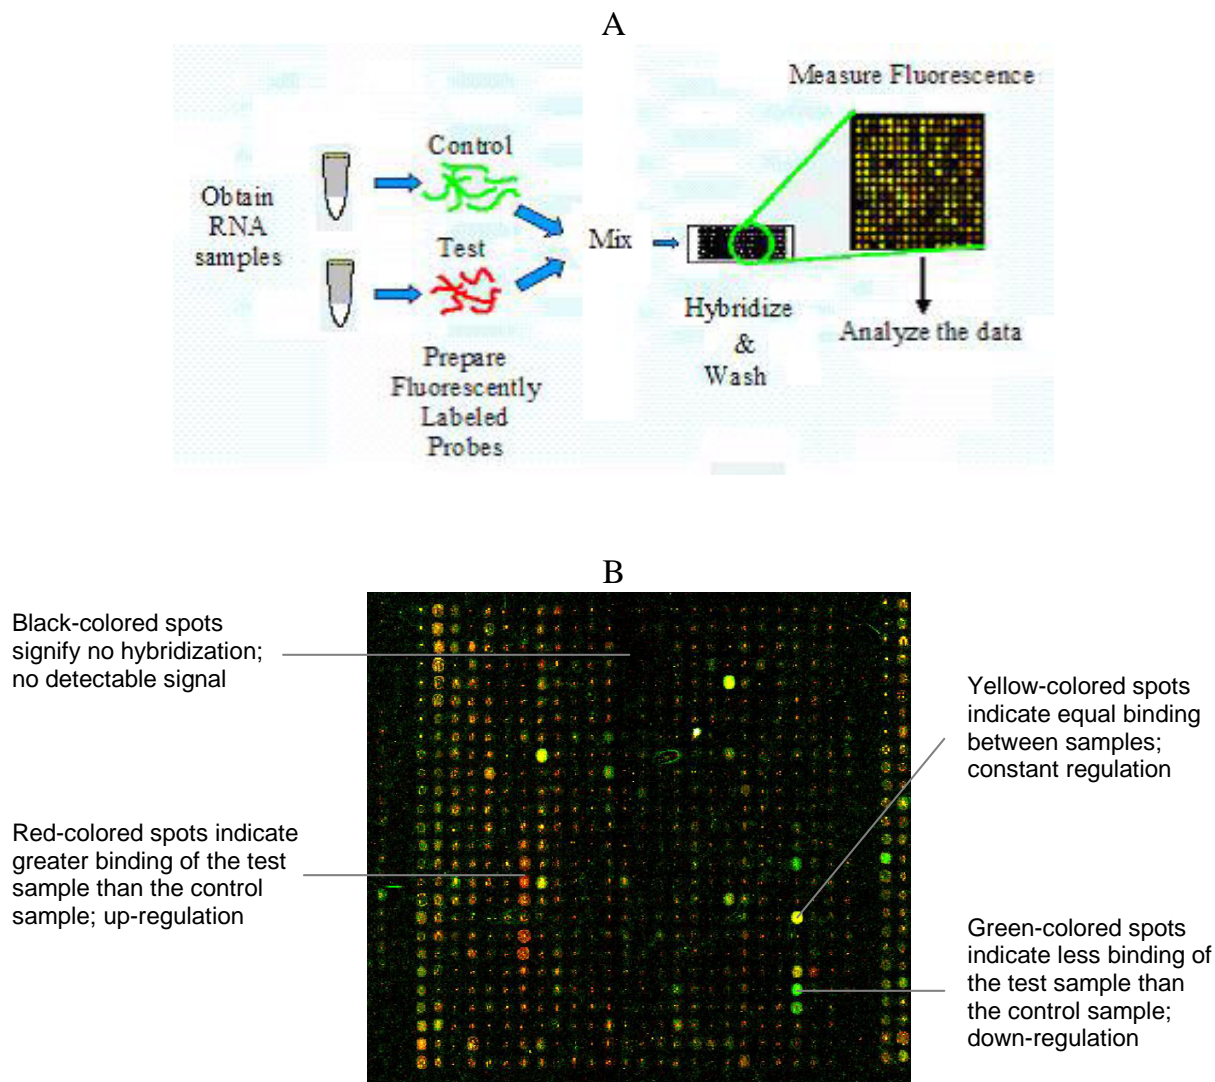 A
Measure Fluorescence
Control
Obtain
RNA
samples
Test
Mix
Prepare
Fluorescently
Labeled
Probes
Hybridize
&
Wash
Analyze the data
B
Black-colored spots
signify no hybridization;
no detectable signal
Red-colored spots indicate
greater binding of the test
sample than the control
sample; up-regulation
Yellow-colored spots
indicate equal binding
between samples;
constant regulation
Green-colored spots
indicate less binding of
the test sample than
the control sample;
down-regulation